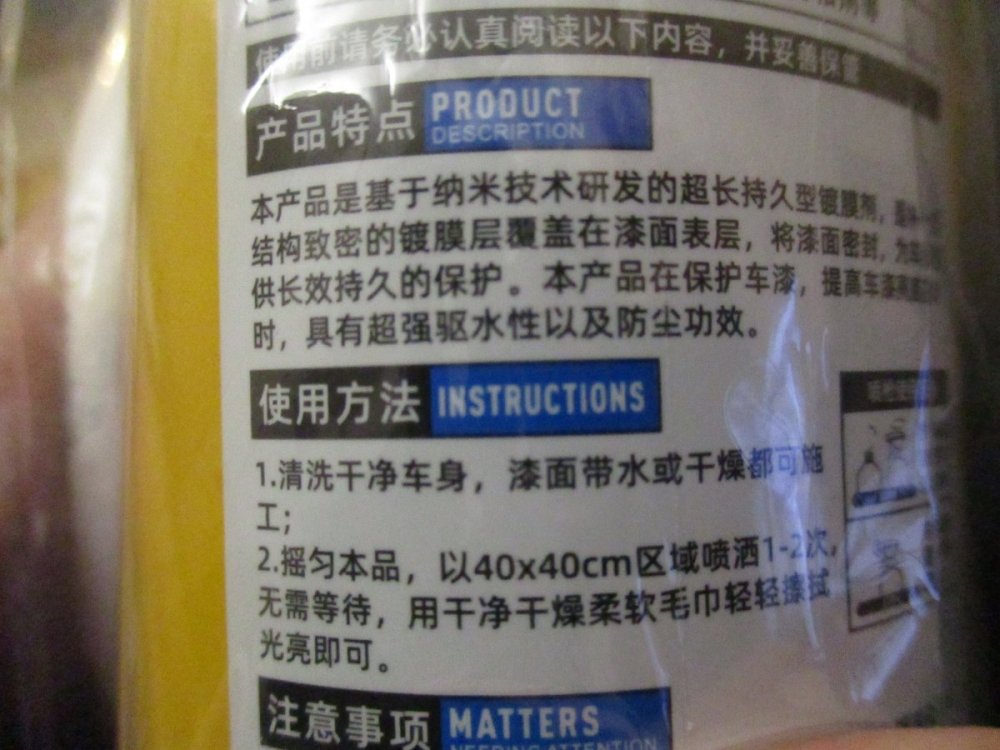 使用前请务必认真阅读以下内容，并妥善保管
产品特点 PRODUCT
DESCRIPTION
本产品是基于纳米技术研发的超长持久型镀膜剂，
结构致密的镀膜层覆盖在漆面表层，将漆面密封，为
供长效持久的保护。本产品在保护车漆，提高车漆
时，具有超强驱水性以及防尘功效。
使用方法 INSTRUCTIONS
1.清洗干净车身，漆面带水或干燥都可施
工；
2.摇匀本品，以40x40cm区域喷洒1-2次，
无需等待，用干净干燥柔软毛巾轻轻擦拭
光亮即可。
注意事项 MATTERS
NEEDING ATTENTION